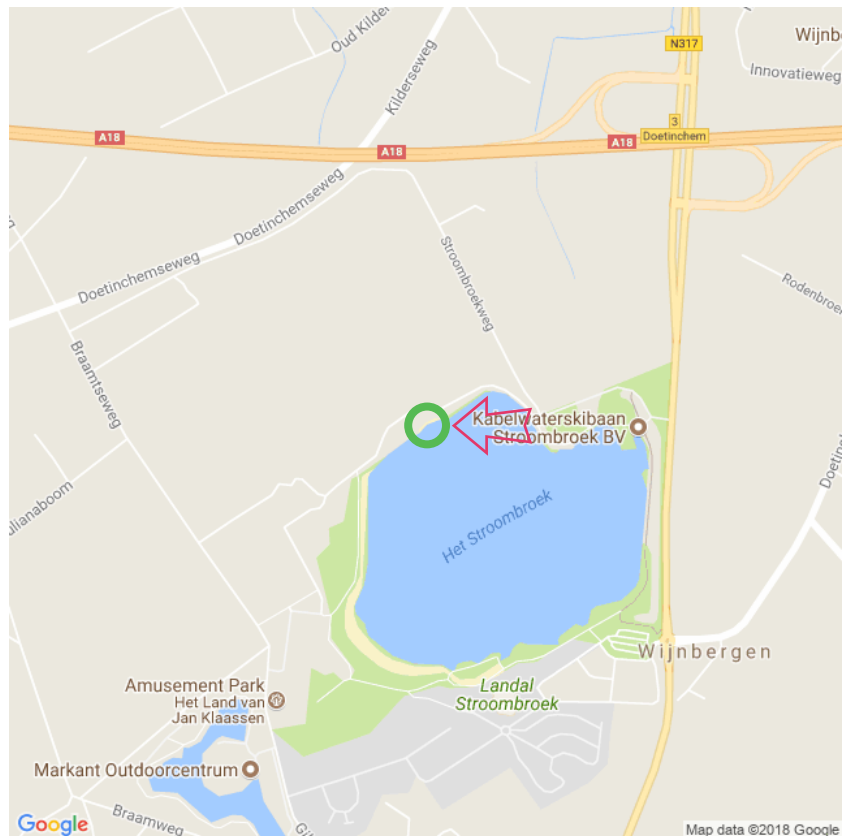 Oud Kilder
Kilderseweg
N317
Wijnb
Innovatieweg
3
Doetinchem
A18
A18
A18
Doetinchemseweg
Doetinchemseweg
Stroombroekweg
Rodenbroe
Braamtseweg
Kabelwaterskibaan
Stroombroek BV
Doetin
ulianaboom
Het Stroombroek
Wijnbergen
Amusement Park
Het Land van
Jan Klaassen
Landal
Stroombroek
Markant Outdoorcentrum
Braamweg
Google
Map data ©2018 Google